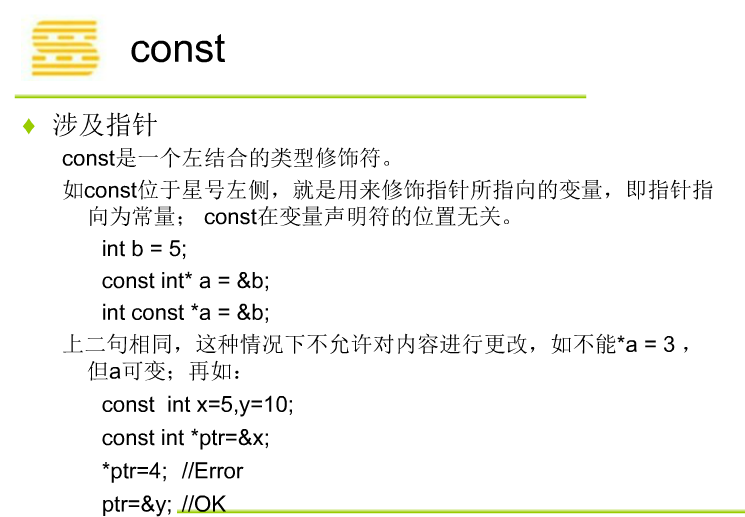 const
涉及指针
const是一个左结合的类型修饰符。
如const位于星号左侧，就是用来修饰指针所指向的变量，即指针指
向为常量； const在变量声明符的位置无关。
int b = 5;
const int* a = &b;
int const *a = &b;
上二句相同，这种情况下不允许对内容进行更改，如不能*a = 3 ，
但a可变；再如：
const  int x=5,y=10;
const int *ptr=&x;
*ptr=4;  //Error
ptr=&y; //OK